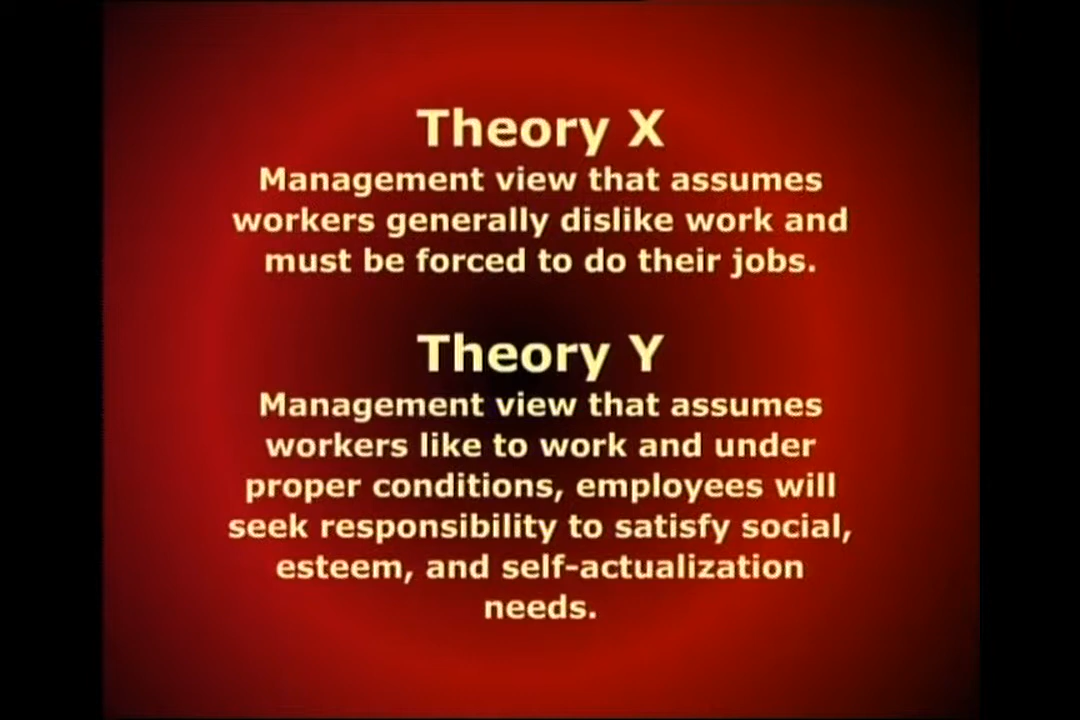 Theory X
Management view that assumes
workers generally dislike work and
must be forced to do their jobs.
Theory Y
Management view that assumes
workers like to work and under
proper conditions, employees will
seek responsibility to satisfy social,
esteem, and self-actualization
needs.